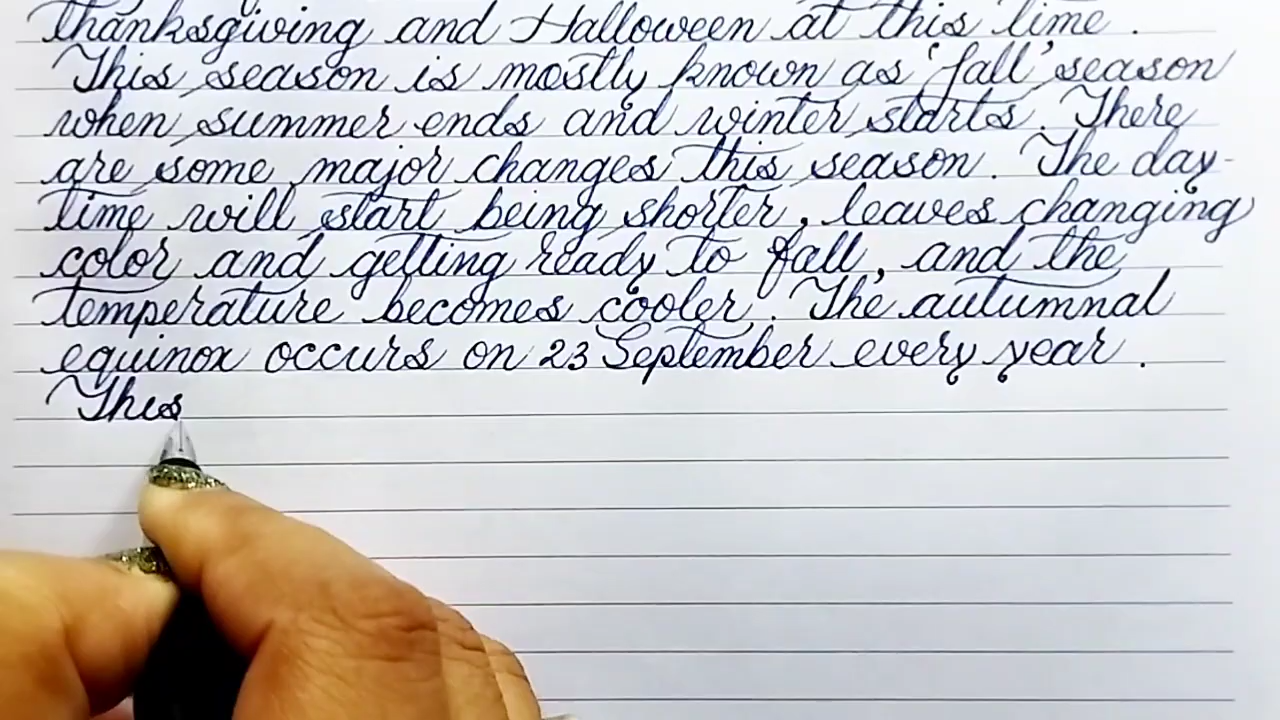 thanksgiving and Halloween at this time.
This season is mostly known as 'fall' season
when summer ends and winter starts. There
are some major changes this season. The day-
time will start being shorter, leaves changing
color and getting ready to fall, and the
temperature becomes cooler. The autumnal
equinox occurs on 23 September every year.
This